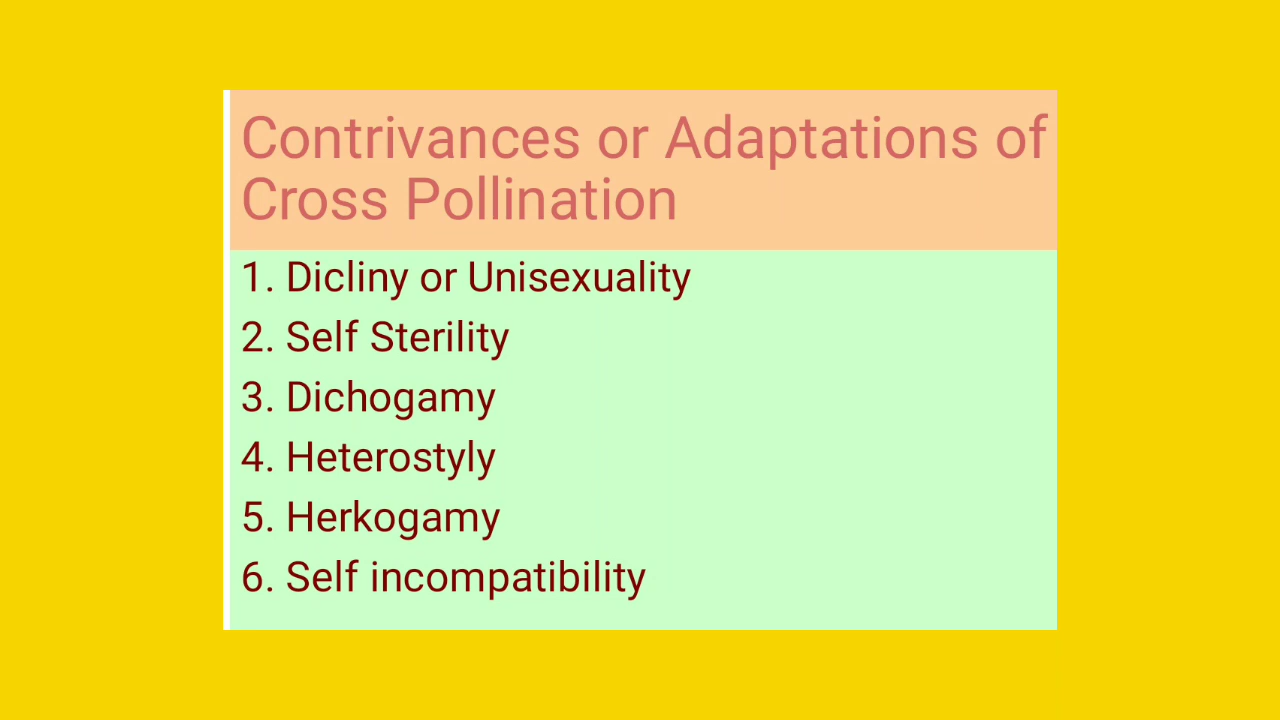 Contrivances or Adaptations of
Cross Pollination
1. Dicliny or Unisexuality
2. Self Sterility
3. Dichogamy
4. Heterostyly
5. Herkogamy
6. Self incompatibility